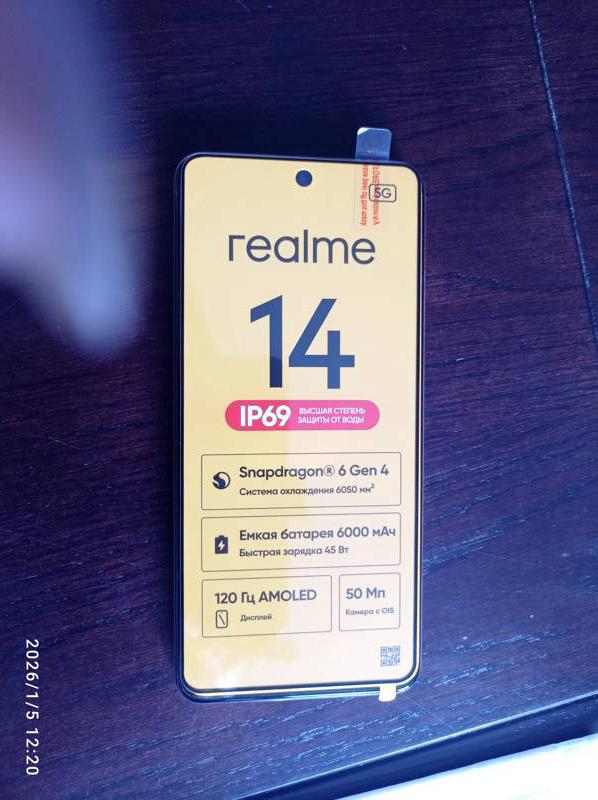 5G
realme
14
IP69 ВЫСШАЯ СТЕПЕНЬ
ЗАЩИТЫ ОТ ВОДЫ
Snapdragon® 6 Gen 4
Система охлаждения 6050 мм²
Емкая батарея 6000 мАч
Быстрая зарядка 45 Вт
120 Гц AMOLED
Дисплей
50 Мп
Камера с OIS
2026/1/5 12:20